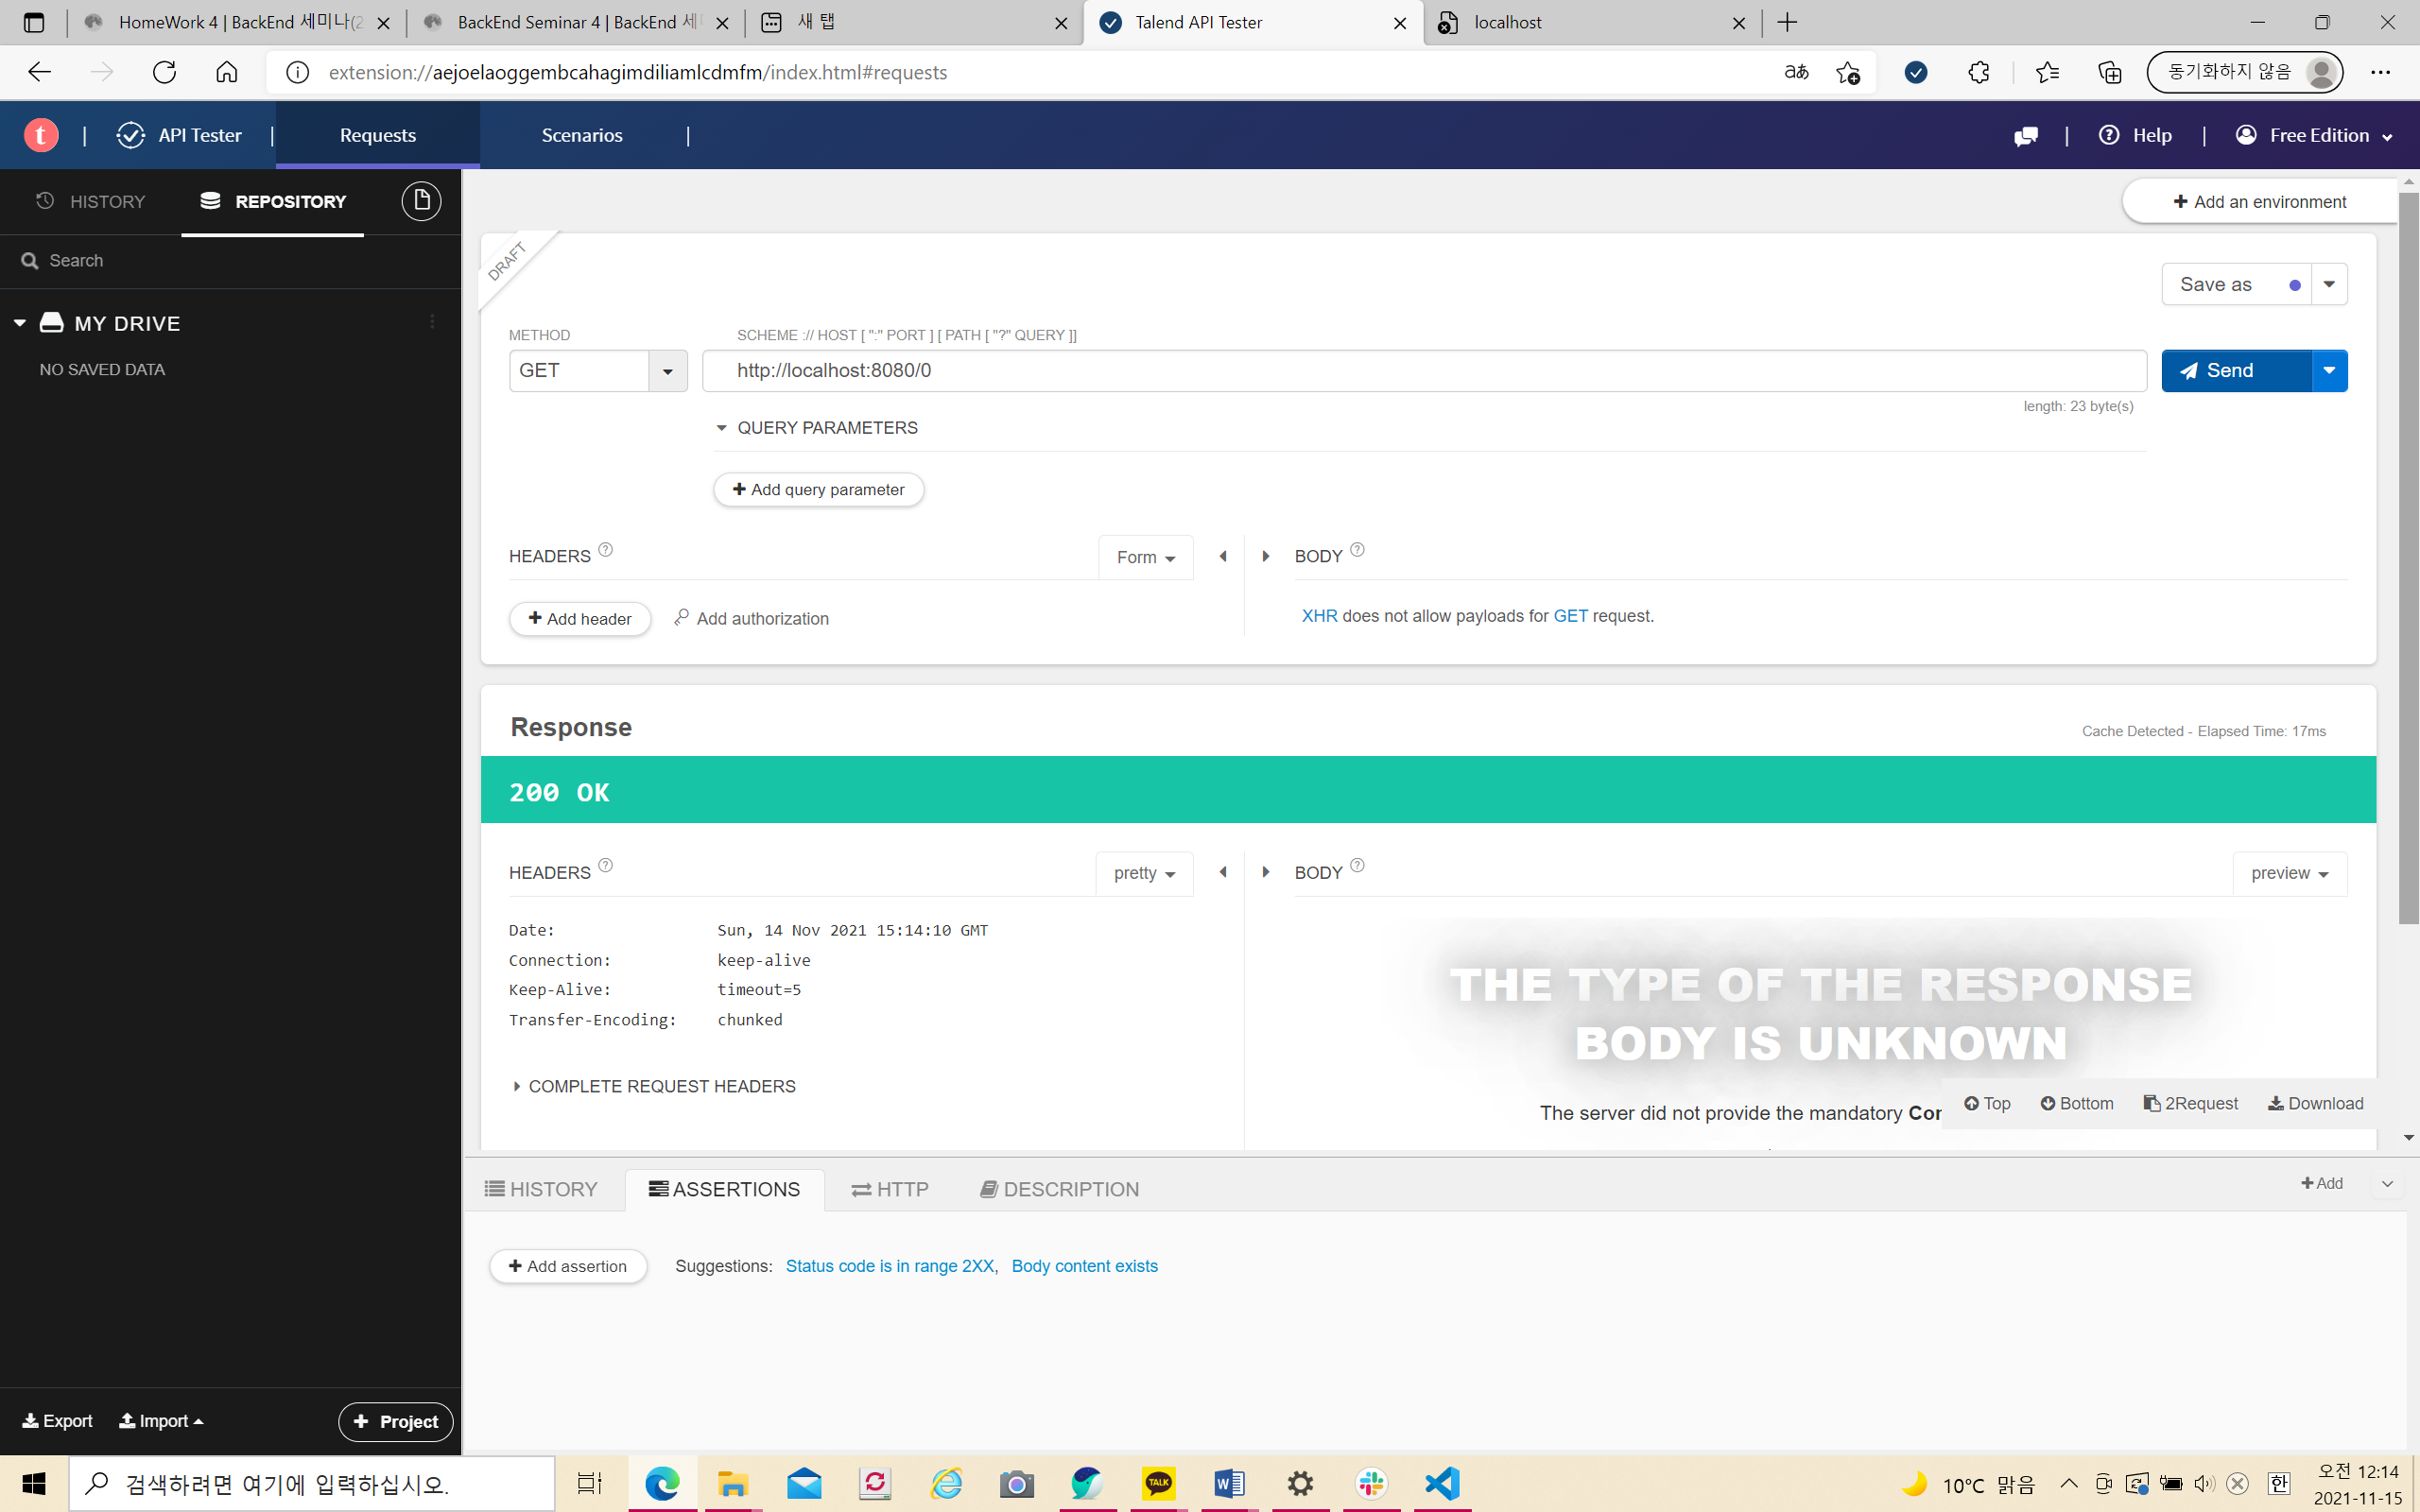 HomeWork 4 | BackEnd 세미나(2
BackEnd Seminar 4 | BackEnd 세
새 탭
Talend API Tester
localhost
extension://aejoelaoggembcahagimdiliamlcdmfm/index.html#requests
동기화하지 않음
API Tester
Requests
Scenarios
Help
Free Edition
HISTORY
REPOSITORY
Add an environment
Search
DRAFT
Save as
MY DRIVE
NO SAVED DATA
METHOD
SCHEME :// HOST [ ":" PORT ] [ PATH [ "?" QUERY ]]
GET
http://localhost:8080/0
Send
length: 23 byte(s)
QUERY PARAMETERS
Add query parameter
HEADERS
Form
BODY
Add header
Add authorization
XHR does not allow payloads for GET request.
Response
Cache Detected - Elapsed Time: 17ms
200 OK
HEADERS
pretty
BODY
preview
Date: Sun, 14 Nov 2021 15:14:10 GMT
Connection: keep-alive
Keep-Alive: timeout=5
Transfer-Encoding: chunked
THE TYPE OF THE RESPONSE
BODY IS UNKNOWN
COMPLETE REQUEST HEADERS
The server did not provide the mandatory
Top
Bottom
2Request
Download
HISTORY
ASSERTIONS
HTTP
DESCRIPTION
Add
Add assertion
Suggestions: Status code is in range 2XX, Body content exists
Export
Import
Project
검색하려면 여기에 입력하십시오.
TALK
10°C 맑음
한
오전 12:14
2021-11-15